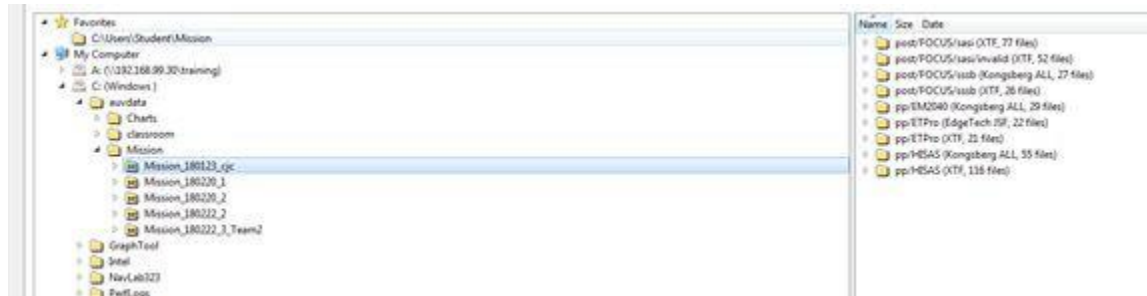 Favorites
C:\Users\Student\Mission
My Computer
A: (\\192.168.99.30\training)
C: (Windows )
auvdata
Charts
classroom
Mission
Mission_180123_cjc
Mission_180220_1
Mission_180220_2
Mission_180222_2
Mission_180222_3_Team2
GraphTool
Intel
NavLab323
PerfLogs
Name Size Date
post/FOCUS/sasi (XTF, 77 files)
post/FOCUS/sasi/invalid (XTF, 52 files)
post/FOCUS/sssb (Kongsberg ALL, 27 files)
post/FOCUS/sssb (XTF, 26 files)
pp/EM2040 (Kongsberg ALL, 29 files)
pp/ETPro (EdgeTech JSF, 22 files)
pp/ETPro (XTF, 21 files)
pp/HISAS (Kongsberg ALL, 55 files)
pp/HISAS (XTF, 116 files)